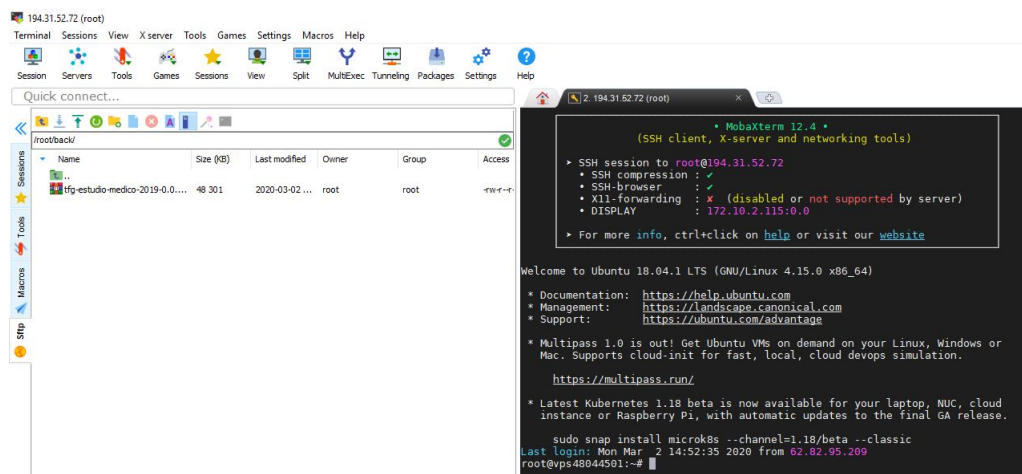 194.31.52.72 (root)
Terminal Sessions View X server Tools Games Settings Macros Help
Session Servers Tools Games Sessions View Split MultiExec Tunneling Packages Settings Help
Quick connect...
2. 194.31.52.72 (root)
/root/back/
Name Size (KB) Last modified Owner Group Access
..
tfg-estudio-medico-2019-0.0.... 48 301 2020-03-02 ... root root -rw-r--r-
Sessions
Tools
Macros
Sftp
• MobaXterm 12.4 •
(SSH client, X-server and networking tools)
➤ SSH session to root@194.31.52.72
• SSH compression : ✔
• SSH-browser : ✔
• X11-forwarding : ✘ (disabled or not supported by server)
• DISPLAY : 172.10.2.115:0.0
➤ For more info, ctrl+click on help or visit our website
Welcome to Ubuntu 18.04.1 LTS (GNU/Linux 4.15.0 x86_64)
* Documentation: https://help.ubuntu.com
* Management: https://landscape.canonical.com
* Support: https://ubuntu.com/advantage
* Multipass 1.0 is out! Get Ubuntu VMs on demand on your Linux, Windows or
Mac. Supports cloud-init for fast, local, cloud devops simulation.
https://multipass.run/
* Latest Kubernetes 1.18 beta is now available for your laptop, NUC, cloud
instance or Raspberry Pi, with automatic updates to the final GA release.
sudo snap install microk8s --channel=1.18/beta --classic
Last login: Mon Mar  2 14:52:35 2020 from 62.82.95.209
root@vps48044501:~#